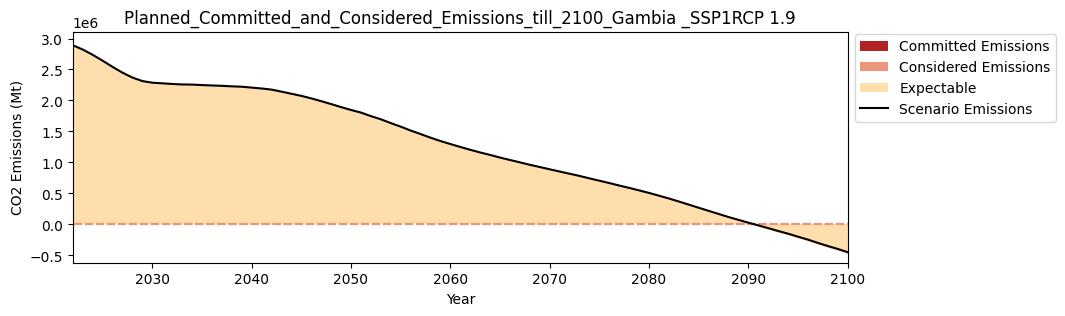 Planned_Committed_and_Considered_Emissions_till_2100_Gambia _SSP1RCP 1.9
1e6
3.0
2.5
2.0
1.5
1.0
0.5
0.0
−0.5
CO2 Emissions (Mt)
2030 2040 2050 2060 2070 2080 2090 2100
Year
Committed Emissions
Considered Emissions
Expectable
Scenario Emissions